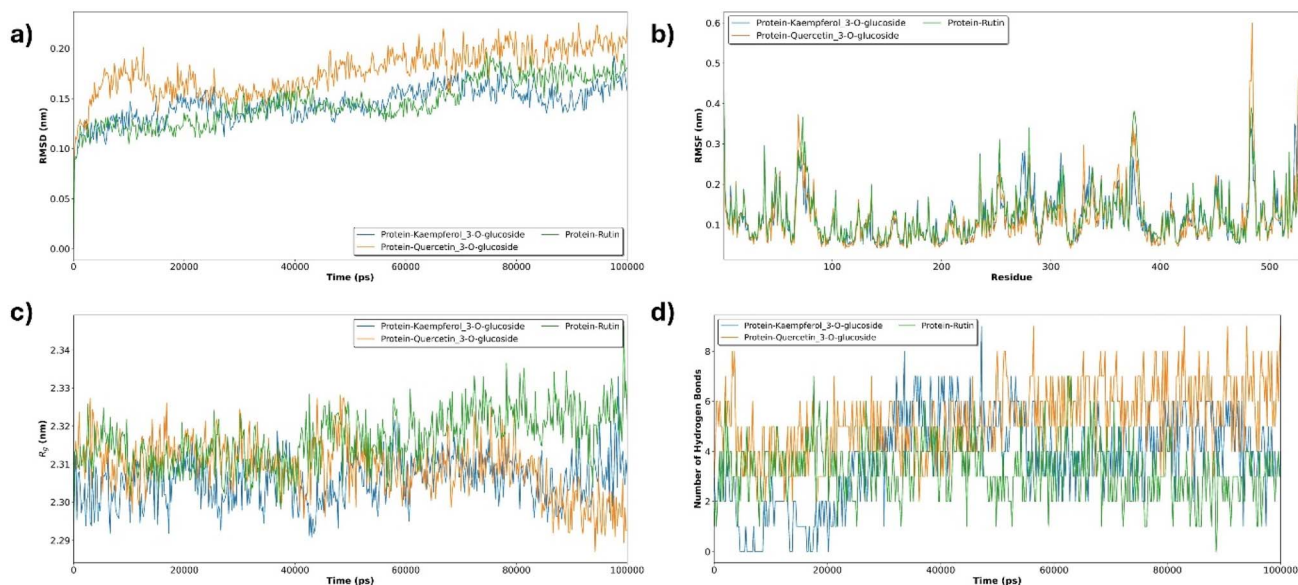 a)
RMSD (nm)
0.20
0.15
0.10
0.05
0.00
Protein-Kaempferol_3-O-glucoside
Protein-Quercetin_3-O-glucoside
Protein-Rutin
0
20000
40000
60000
80000
100000
Time (ps)
b)
RMSF (nm)
0.6
0.5
0.4
0.3
0.2
0.1
Protein-Kaempferol_3-O-glucoside
Protein-Quercetin_3-O-glucoside
Protein-Rutin
100
200
300
400
500
Residue
c)
Rg (nm)
2.34
2.33
2.32
2.31
2.30
2.29
Protein-Kaempferol_3-O-glucoside
Protein-Quercetin_3-O-glucoside
Protein-Rutin
0
20000
40000
60000
80000
100000
Time (ps)
d)
Number of Hydrogen Bonds
8
6
4
2
0
Protein-Kaempferol_3-O-glucoside
Protein-Quercetin_3-O-glucoside
Protein-Rutin
0
20000
40000
60000
80000
100000
Time (ps)